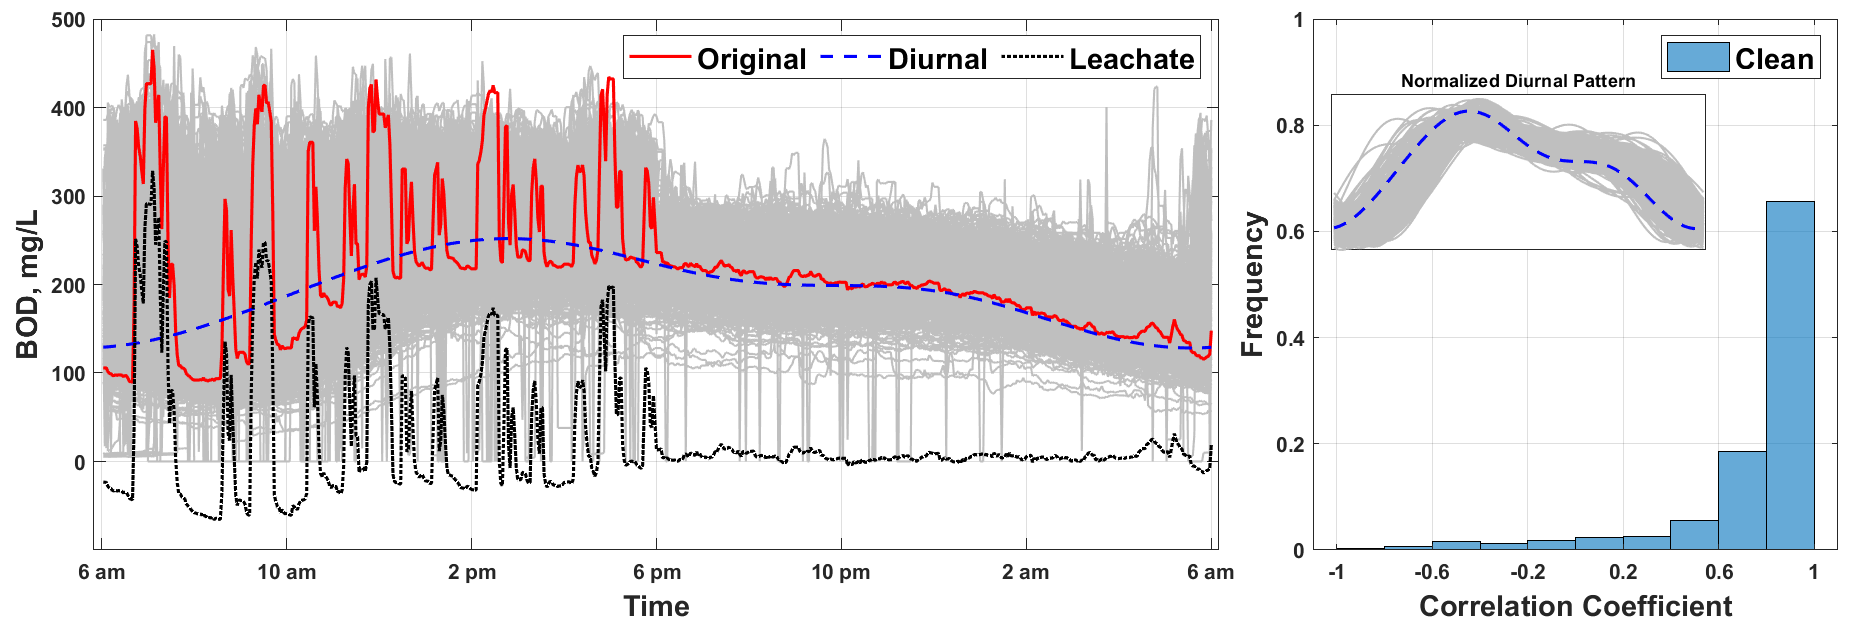 500
400
300
200
100
0
BOD, mg/L
Original
Diurnal
Leachate
6 am
10 am
2 pm
6 pm
10 pm
2 am
6 am
Time
1
0.8
0.6
0.4
0.2
0
Frequency
Clean
Normalized Diurnal Pattern
-1
-0.6
-0.2
0.2
0.6
1
Correlation Coefficient